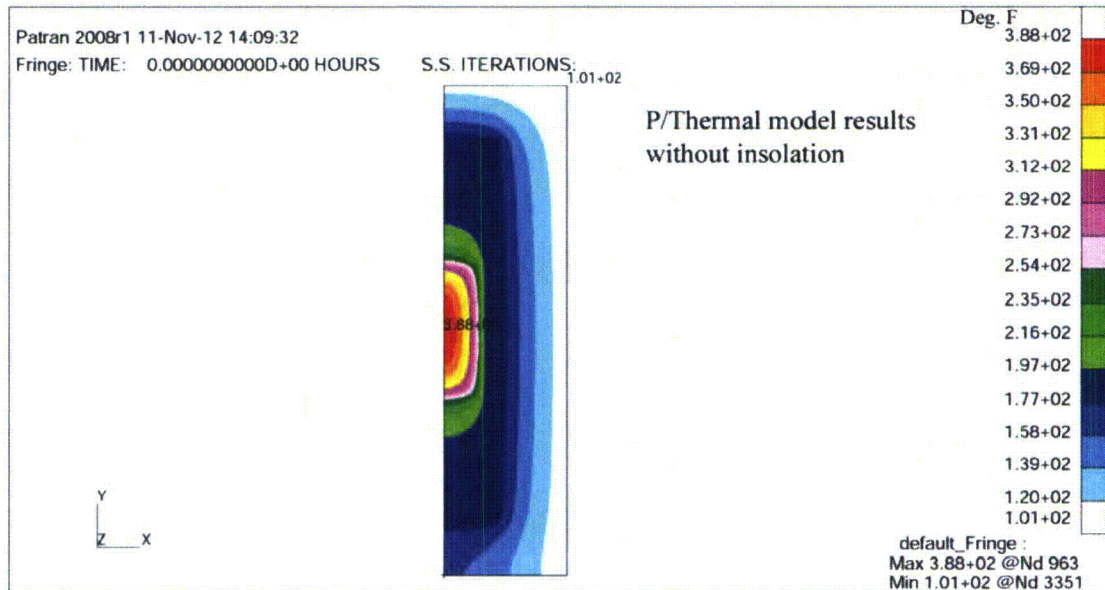 Patran 2008r1 11-Nov-12 14:09:32
Fringe: TIME: 0.0000000000D+00 HOURS S.S. ITERATIONS:
1.01+02
P/Thermal model results
without insolation
3.88+
Y
Z X
Deg. F
3.88+02
3.69+02
3.50+02
3.31+02
3.12+02
2.92+02
2.73+02
2.54+02
2.35+02
2.16+02
1.97+02
1.77+02
1.58+02
1.39+02
1.20+02
1.01+02
default_Fringe :
Max 3.88+02 @Nd 963
Min 1.01+02 @Nd 3351